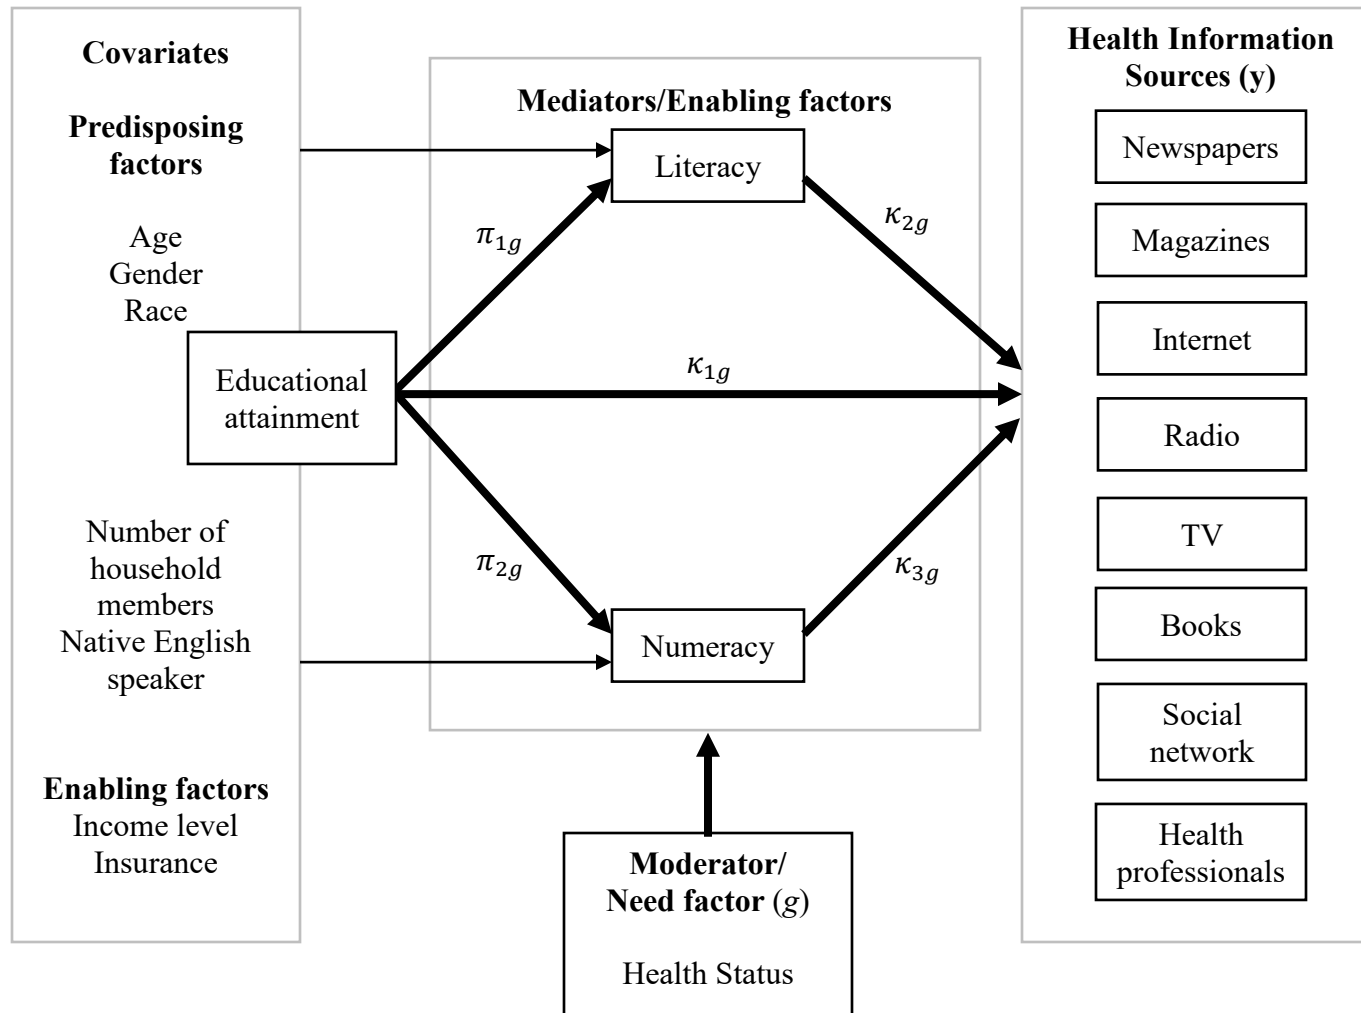 Covariates
Predisposing
factors
Age
Gender
Race
Educational
attainment
Number of
household
members
Native English
speaker
Enabling factors
Income level
Insurance
Mediators/Enabling factors
Literacy
π1g
κ2g
κ1g
π2g
κ3g
Numeracy
Moderator/
Need factor (g)
Health Status
Health Information
Sources (y)
Newspapers
Magazines
Internet
Radio
TV
Books
Social
network
Health
professionals